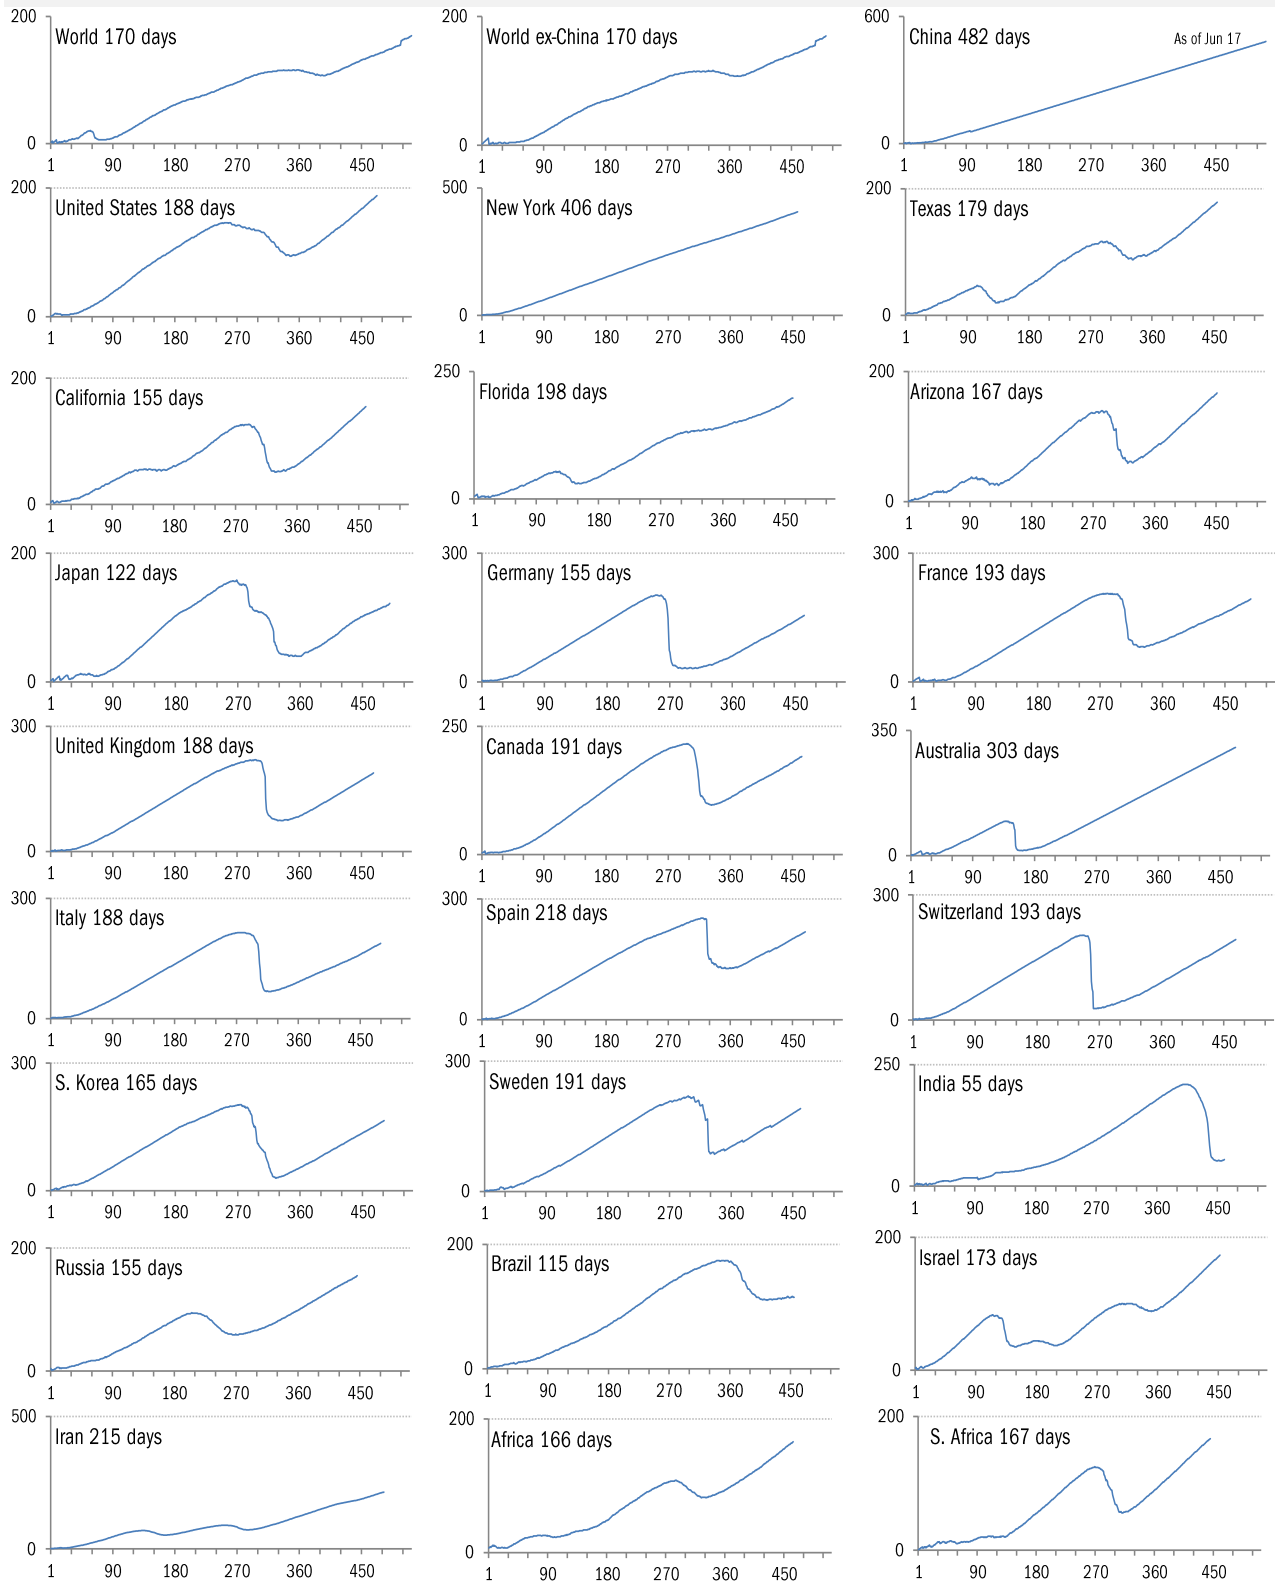 200
World 170 days
0
1 90 180 270 360 450
200
World ex-China 170 days
0
1 90 180 270 360 450
600
China 482 days
As of Jun 17
0
1 90 180 270 360 450
200
United States 188 days
0
1 90 180 270 360 450
500
New York 406 days
0
1 90 180 270 360 450
200
Texas 179 days
0
1 90 180 270 360 450
200
California 155 days
0
1 90 180 270 360 450
250
Florida 198 days
0
1 90 180 270 360 450
200
Arizona 167 days
0
1 90 180 270 360 450
200
Japan 122 days
0
1 90 180 270 360 450
300
Germany 155 days
0
1 90 180 270 360 450
300
France 193 days
0
1 90 180 270 360 450
300
United Kingdom 188 days
0
1 90 180 270 360 450
250
Canada 191 days
0
1 90 180 270 360 450
350
Australia 303 days
0
1 90 180 270 360 450
300
Italy 188 days
0
1 90 180 270 360 450
300
Spain 218 days
0
1 90 180 270 360 450
300
Switzerland 193 days
0
1 90 180 270 360 450
300
S. Korea 165 days
0
1 90 180 270 360 450
300
Sweden 191 days
0
1 90 180 270 360 450
250
India 55 days
0
1 90 180 270 360 450
200
Russia 155 days
0
1 90 180 270 360 450
200
Brazil 115 days
0
1 90 180 270 360 450
200
Israel 173 days
0
1 90 180 270 360 450
500
Iran 215 days
0
1 90 180 270 360 450
200
Africa 166 days
0
1 90 180 270 360 450
200
S. Africa 167 days
0
1 90 180 270 360 450